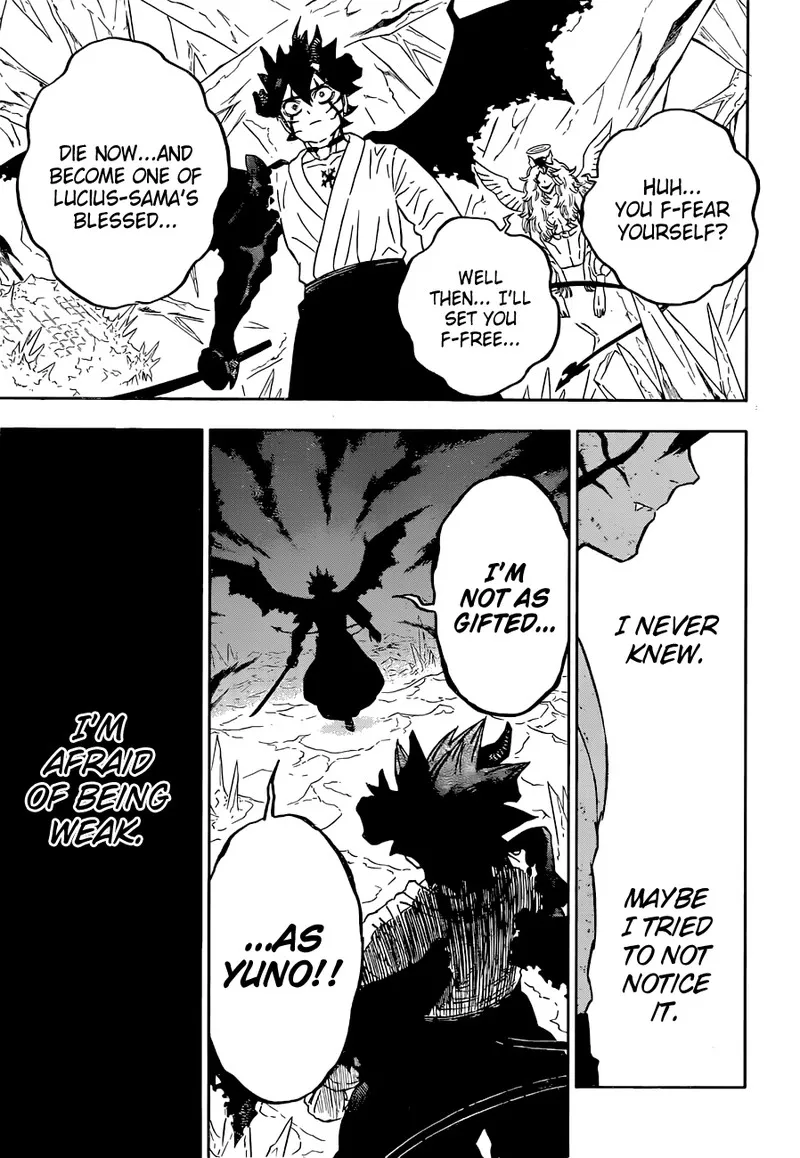 HUH...
YOU F-FEAR
YOURSELF?
WELL
THEN... I'LL
SET YOU
F-FREE...
DIE NOW...AND
BECOME ONE OF
LUCIUS-SAMA'S
BLESSED...
I NEVER
KNEW.
MAYBE
I TRIED
TO NOT
NOTICE
IT.
I'M
NOT AS
GIFTED...
...AS
YUNO!!
I'M
AFRAID
OF BEING
WEAK.